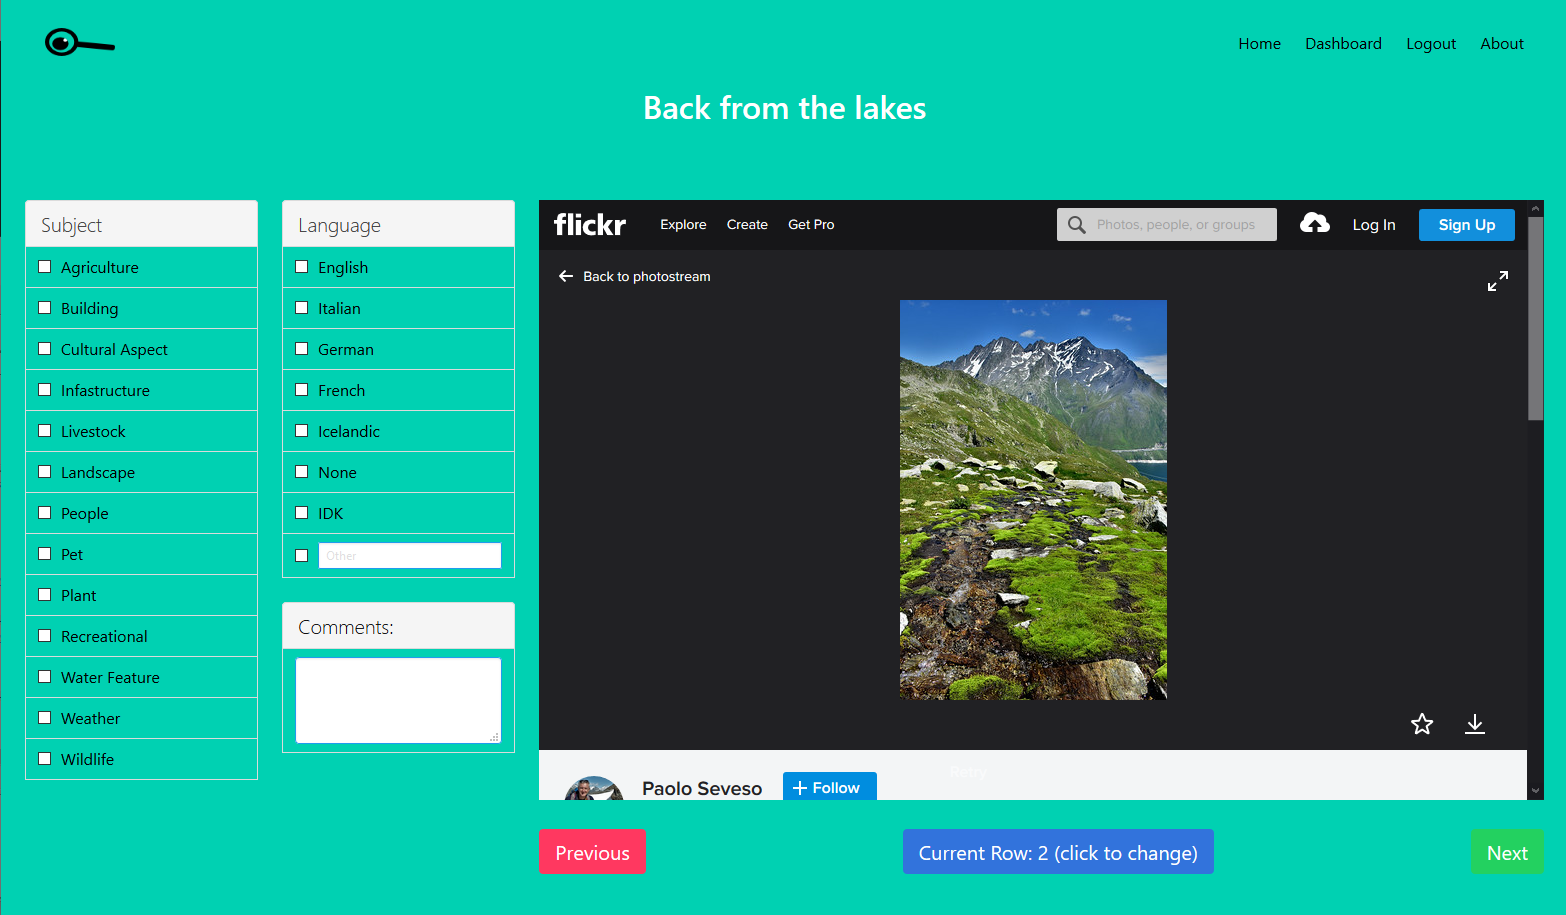 Home Dashboard Logout About
Back from the lakes
Subject
Agriculture
Building
Cultural Aspect
Infastructure
Livestock
Landscape
People
Pet
Plant
Recreational
Water Feature
Weather
Wildlife
Language
English
Italian
German
French
Icelandic
None
IDK
Other
Comments:
flickr Explore Create Get Pro Photos, people, or groups Log In Sign Up
Back to photostream
Retry
Paolo Seveso + Follow
Previous Current Row: 2 (click to change) Next